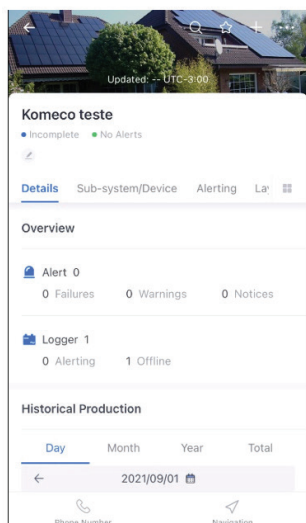 Updated: -- UTC-3:00
Komeco teste
Incomplete No Alerts
Details Sub-system/Device Alerting Lay
Overview
Alert 0
0 Failures 0 Warnings 0 Notices
Logger 1
0 Alerting 1 Offline
Historical Production
Day Month Year Total
2021/09/01
Phone Number Navigation